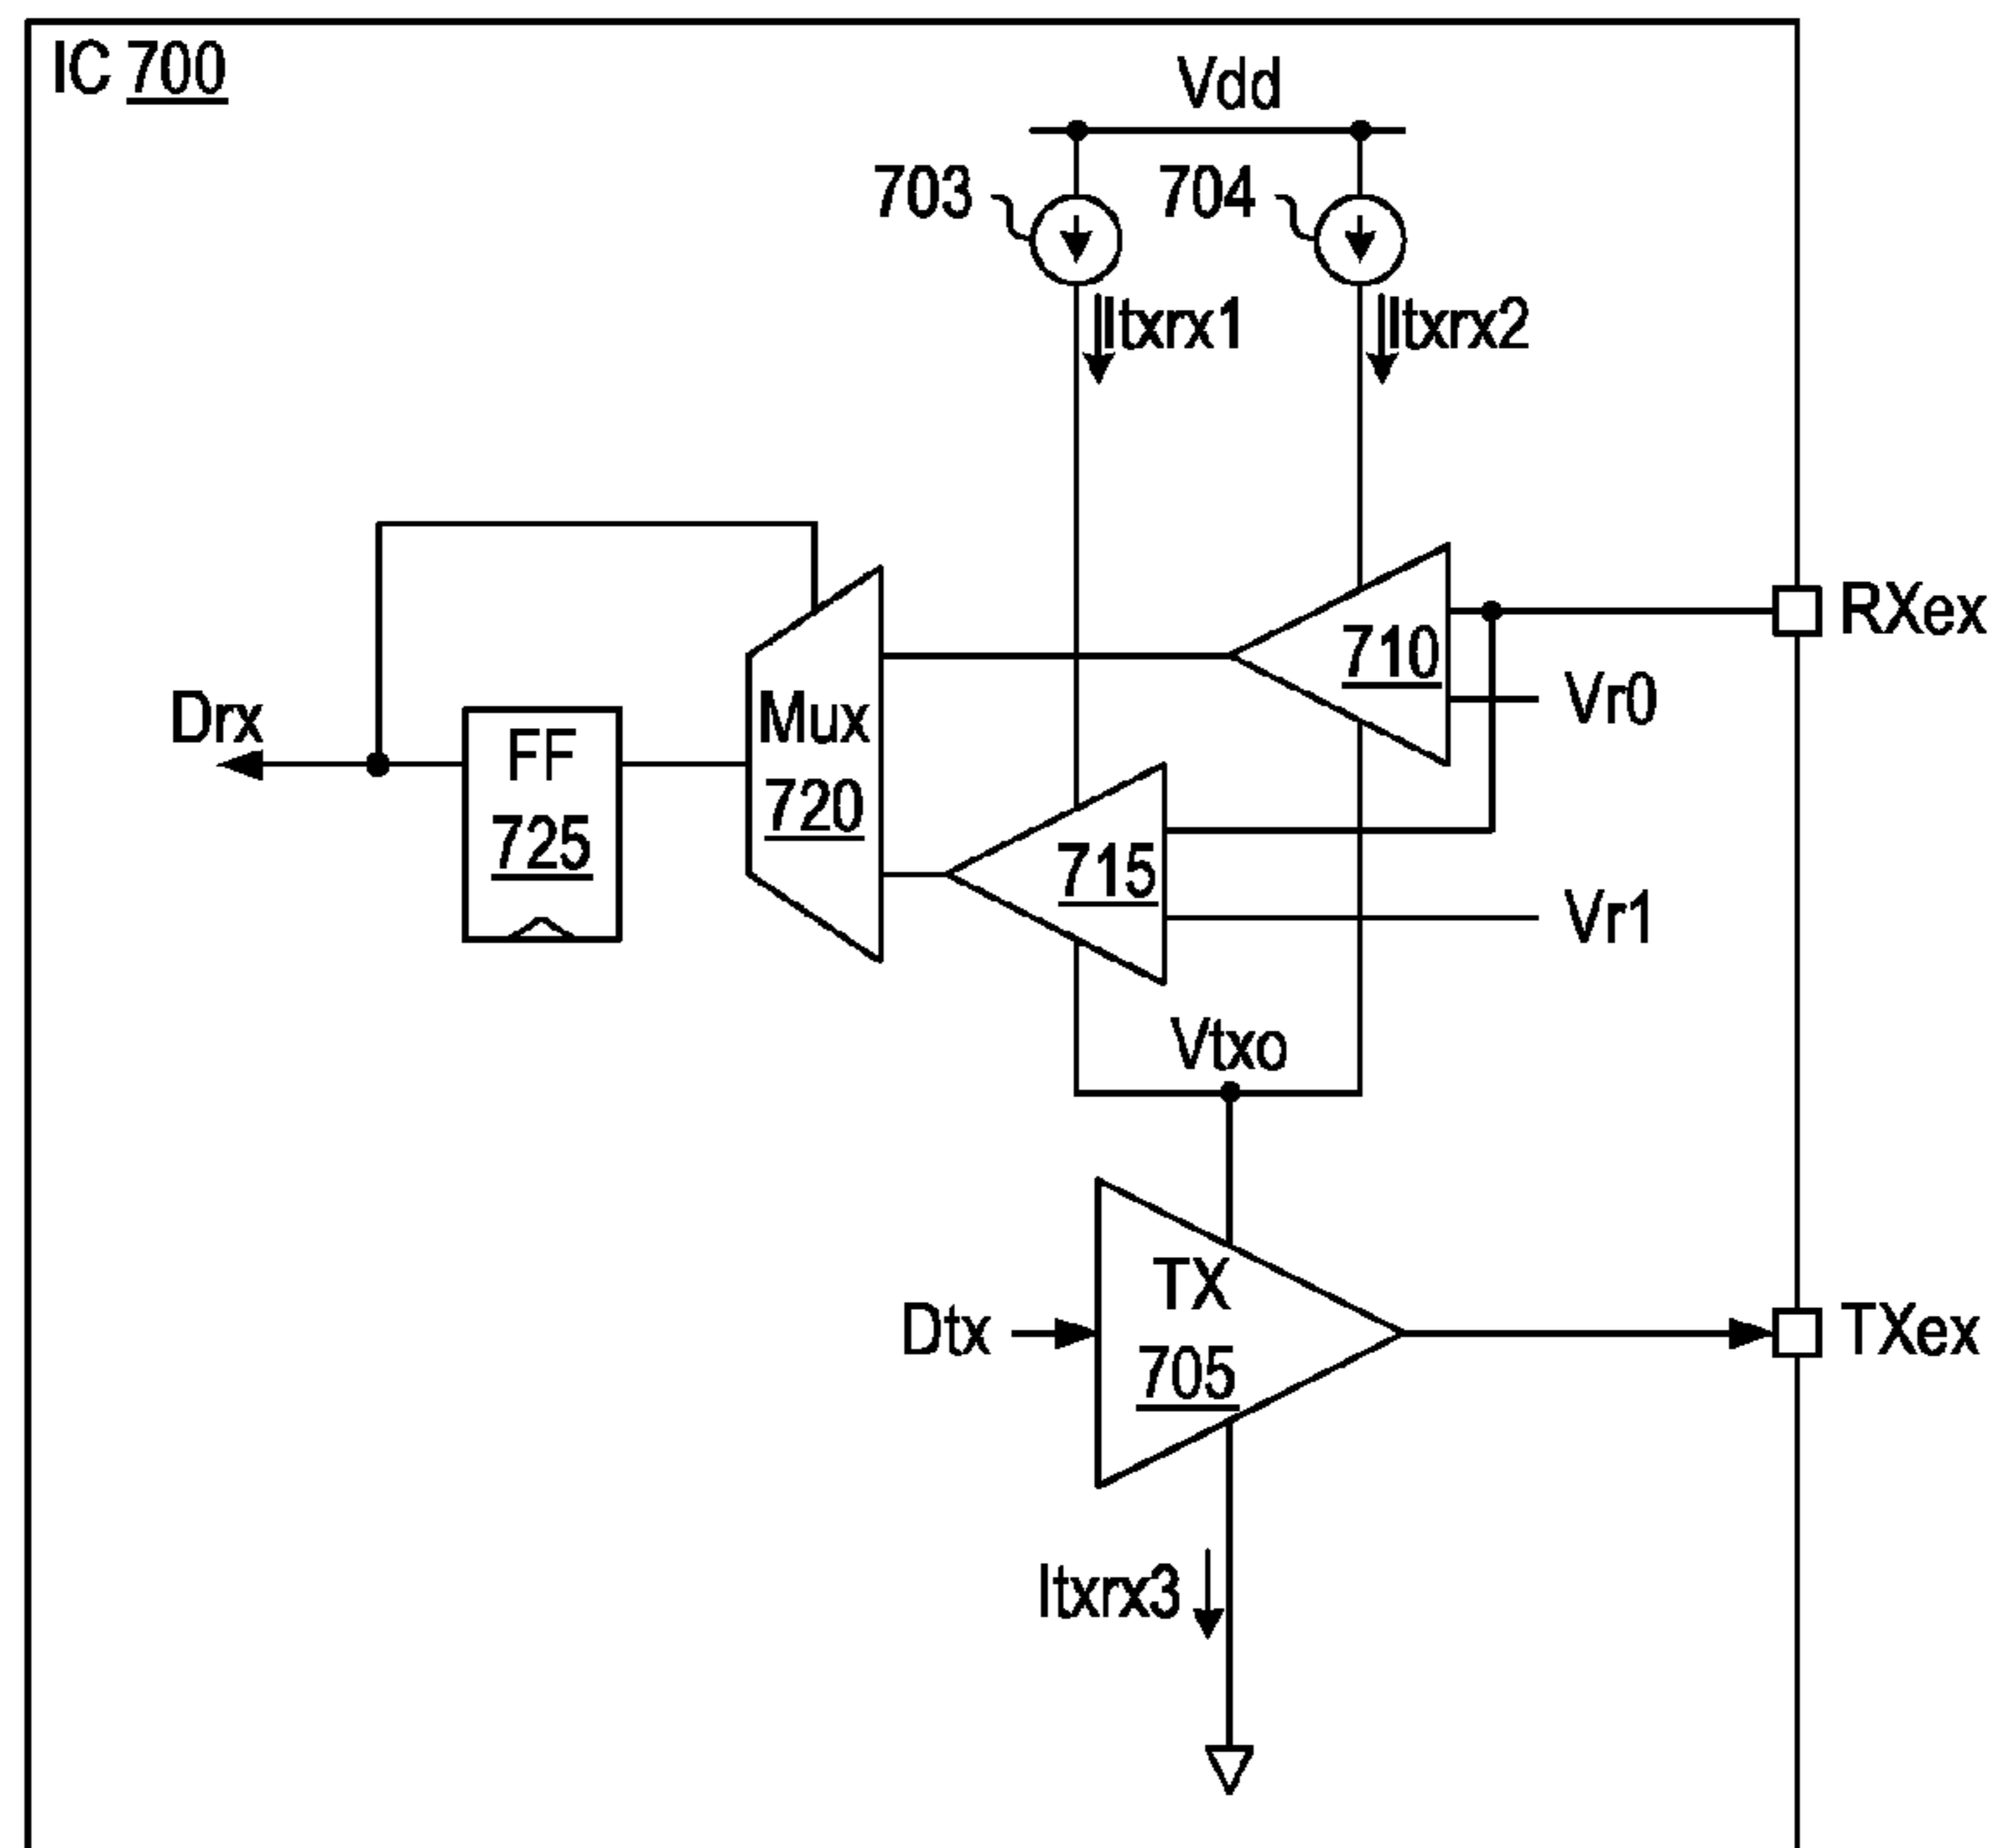 IC 700
Vdd
703
704
Itxrx1
Itxrx2
RXex
710
Vr0
Drx
FF
725
Mux
720
715
Vr1
Vtxo
TX
705
Dtx
TXex
Itxrx3